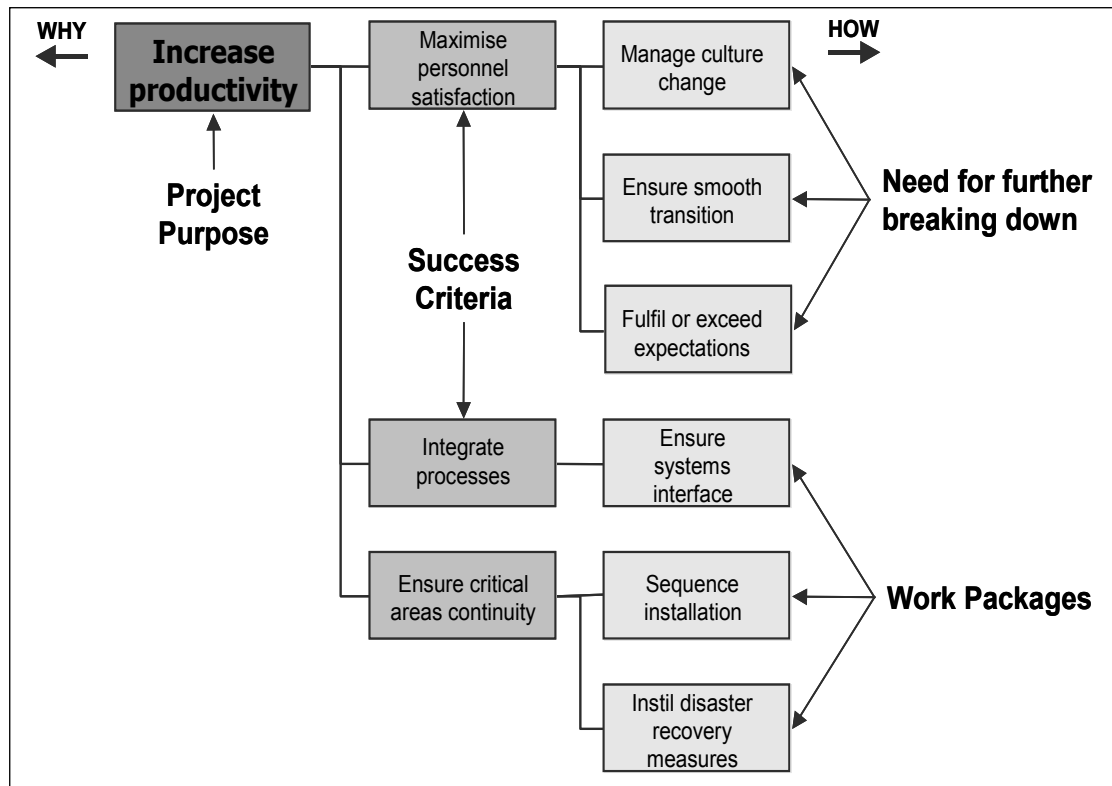 WHY
Increase
productivity
Maximise
personnel
satisfaction
Manage culture
change
HOW
Project
Purpose
Ensure smooth
transition
Need for further
breaking down
Success
Criteria
Fulfil or exceed
expectations
Integrate
processes
Ensure
systems
interface
Ensure critical
areas continuity
Sequence
installation
Work Packages
Instil disaster
recovery
measures